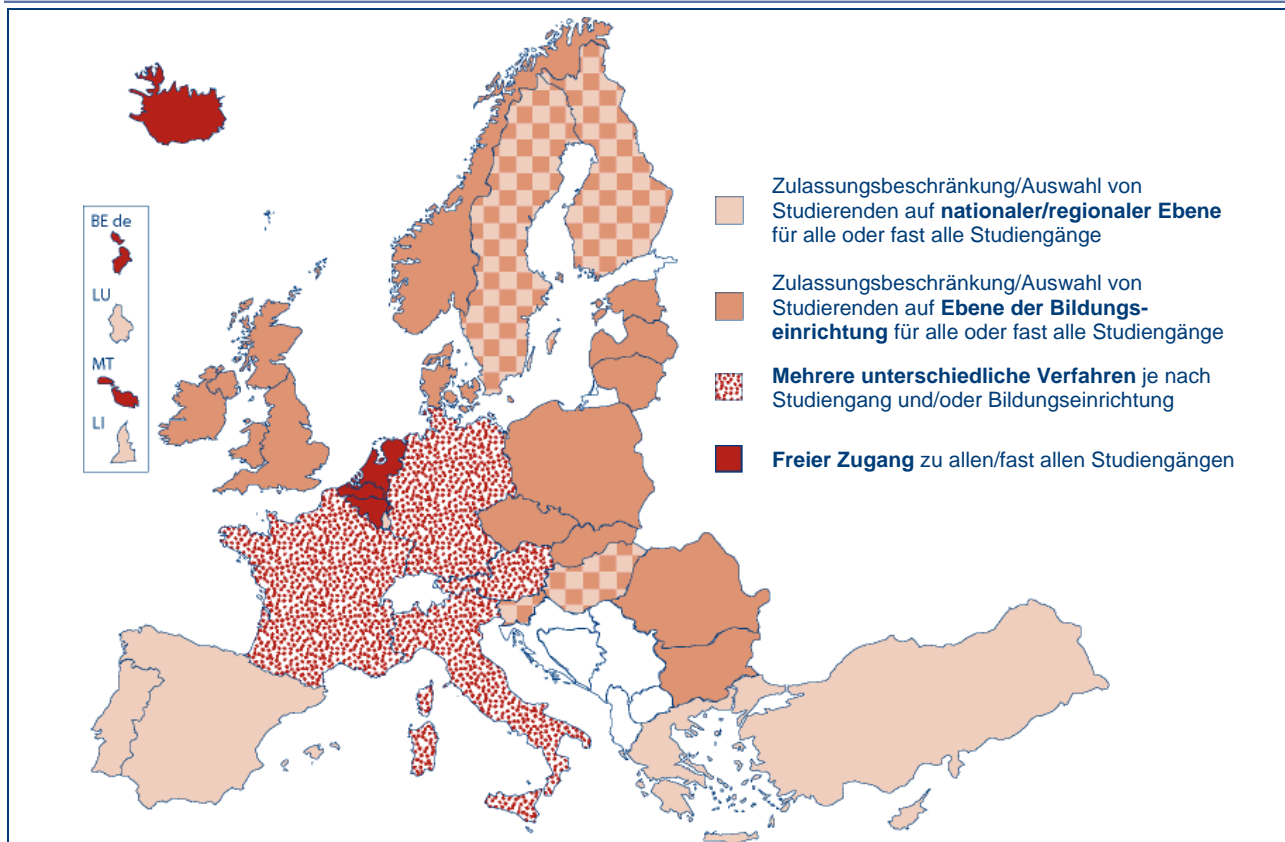 BE de
LU
MT
LI
Zulassungsbeschränkung/Auswahl von
Studierenden auf nationaler/regionaler Ebene
für alle oder fast alle Studiengänge
Zulassungsbeschränkung/Auswahl von
Studierenden auf Ebene der Bildungs-
einrichtung für alle oder fast alle Studiengänge
Mehrere unterschiedliche Verfahren je nach
Studiengang und/oder Bildungseinrichtung
Freier Zugang zu allen/fast allen Studiengängen